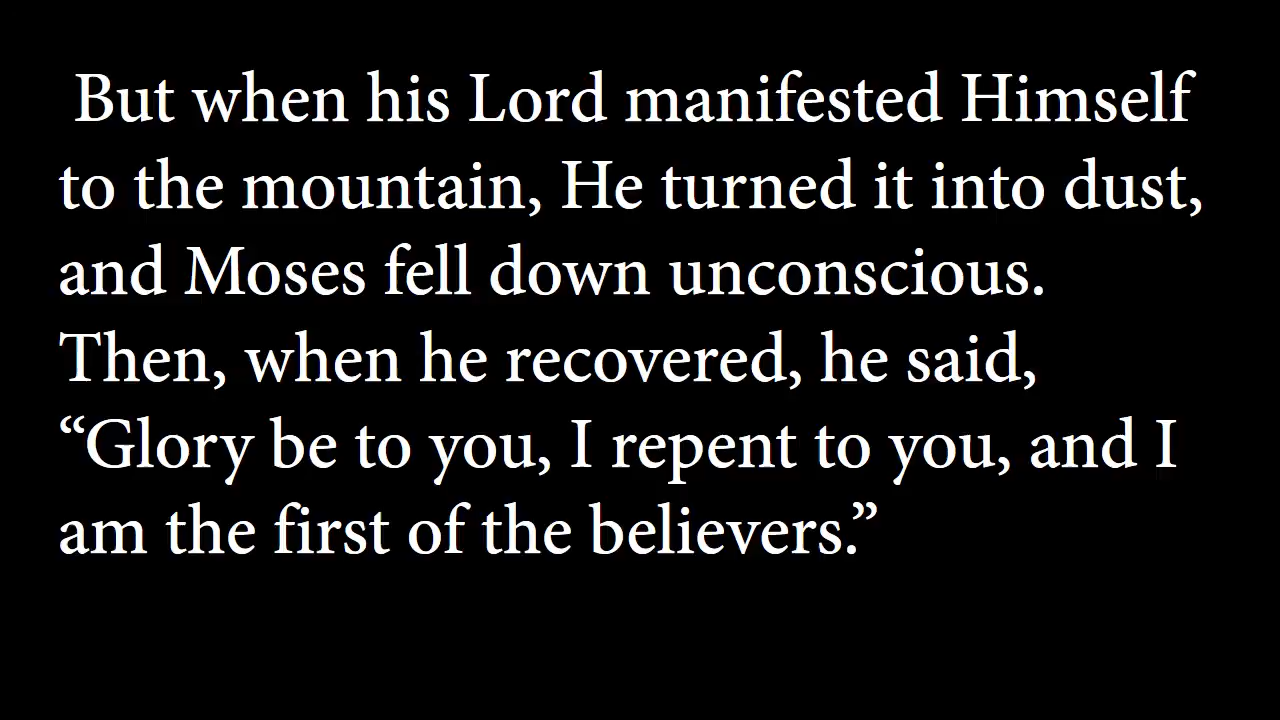 But when his Lord manifested Himself
to the mountain, He turned it into dust,
and Moses fell down unconscious.
Then, when he recovered, he said,
“Glory be to you, I repent to you, and I
am the first of the believers.”